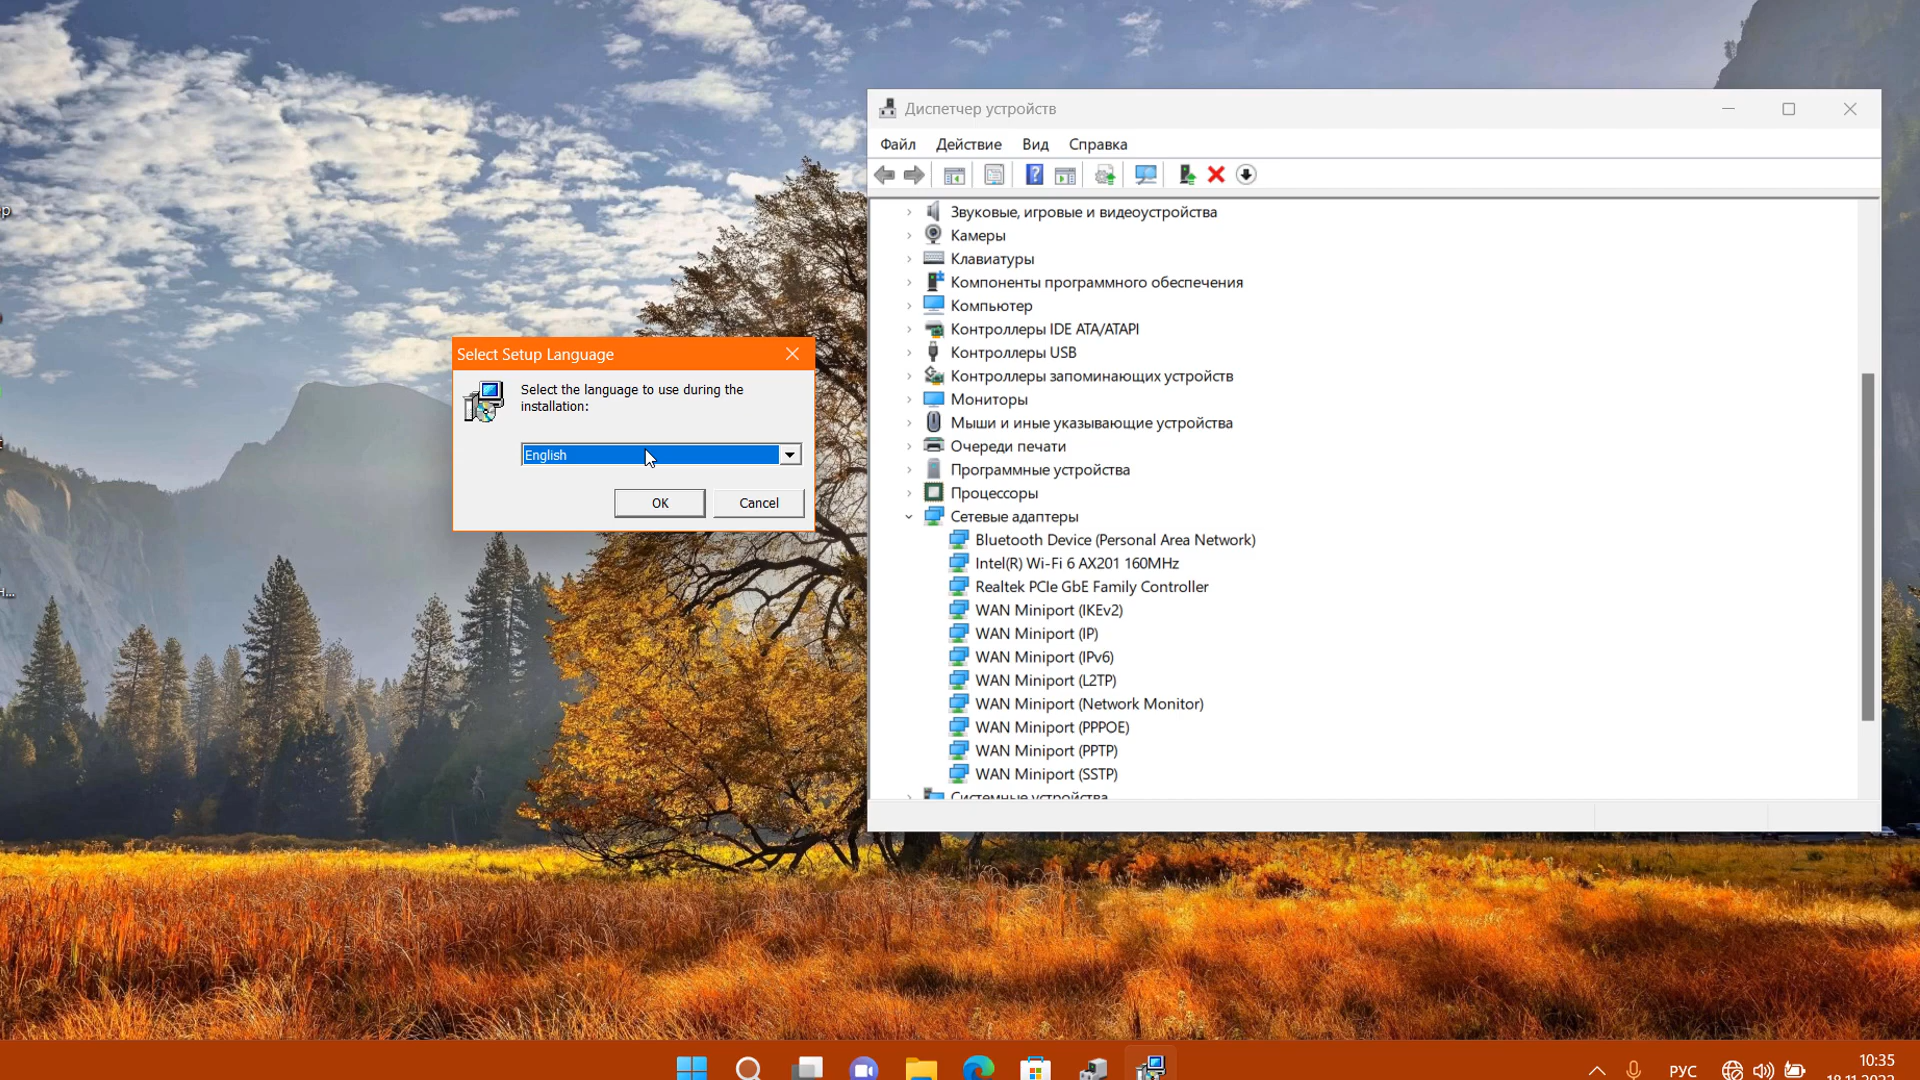 Диспетчер устройств
Файл Действие Вид Справка
Звуковые, игровые и видеоустройства
Камеры
Клавиатуры
Компоненты программного обеспечения
Компьютер
Контроллеры IDE ATA/ATAPI
Контроллеры USB
Контроллеры запоминающих устройств
Мониторы
Мыши и иные указывающие устройства
Очереди печати
Программные устройства
Процессоры
Сетевые адаптеры
Bluetooth Device (Personal Area Network)
Intel(R) Wi-Fi 6 AX201 160MHz
Realtek PCIe GbE Family Controller
WAN Miniport (IKEv2)
WAN Miniport (IP)
WAN Miniport (IPv6)
WAN Miniport (L2TP)
WAN Miniport (Network Monitor)
WAN Miniport (PPPOE)
WAN Miniport (PPTP)
WAN Miniport (SSTP)
Системные устройства
Select Setup Language
Select the language to use during the
installation:
English
OK Cancel
РУС
10:35
18.11.2022